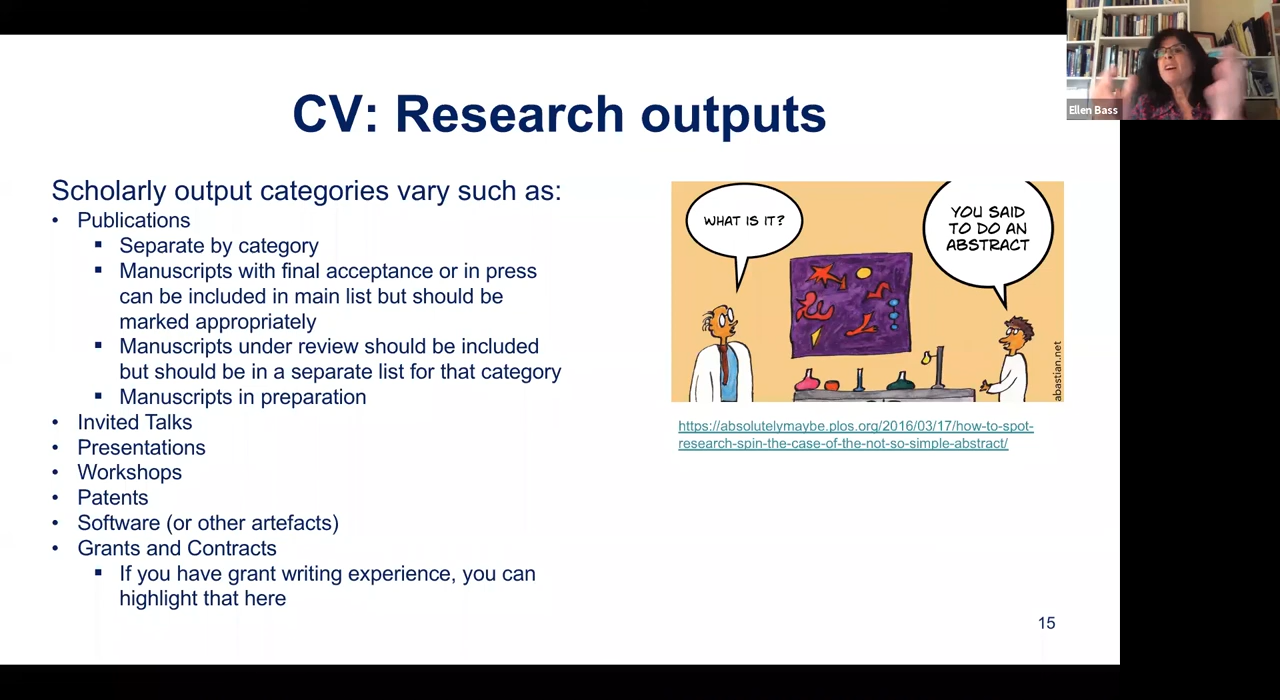 CV: Research outputs
Scholarly output categories vary such as:
• Publications
▪ Separate by category
▪ Manuscripts with final acceptance or in press
can be included in main list but should be
marked appropriately
▪ Manuscripts under review should be included
but should be in a separate list for that category
▪ Manuscripts in preparation
• Invited Talks
• Presentations
• Workshops
• Patents
• Software (or other artefacts)
• Grants and Contracts
▪ If you have grant writing experience, you can
highlight that here
WHAT IS IT?
YOU SAID
TO DO AN
ABSTRACT
abastian.net
https://absolutelymaybe.plos.org/2016/03/17/how-to-spot-
research-spin-the-case-of-the-not-so-simple-abstract/
15
Ellen Bass